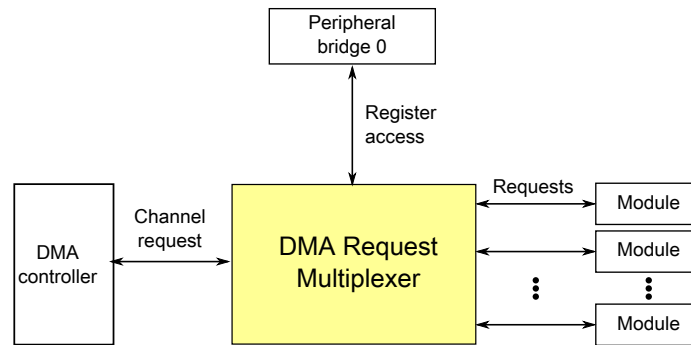 Peripheral
bridge 0
Register
access
Channel
request
DMA
controller
DMA Request
Multiplexer
Requests
Module
Module
Module